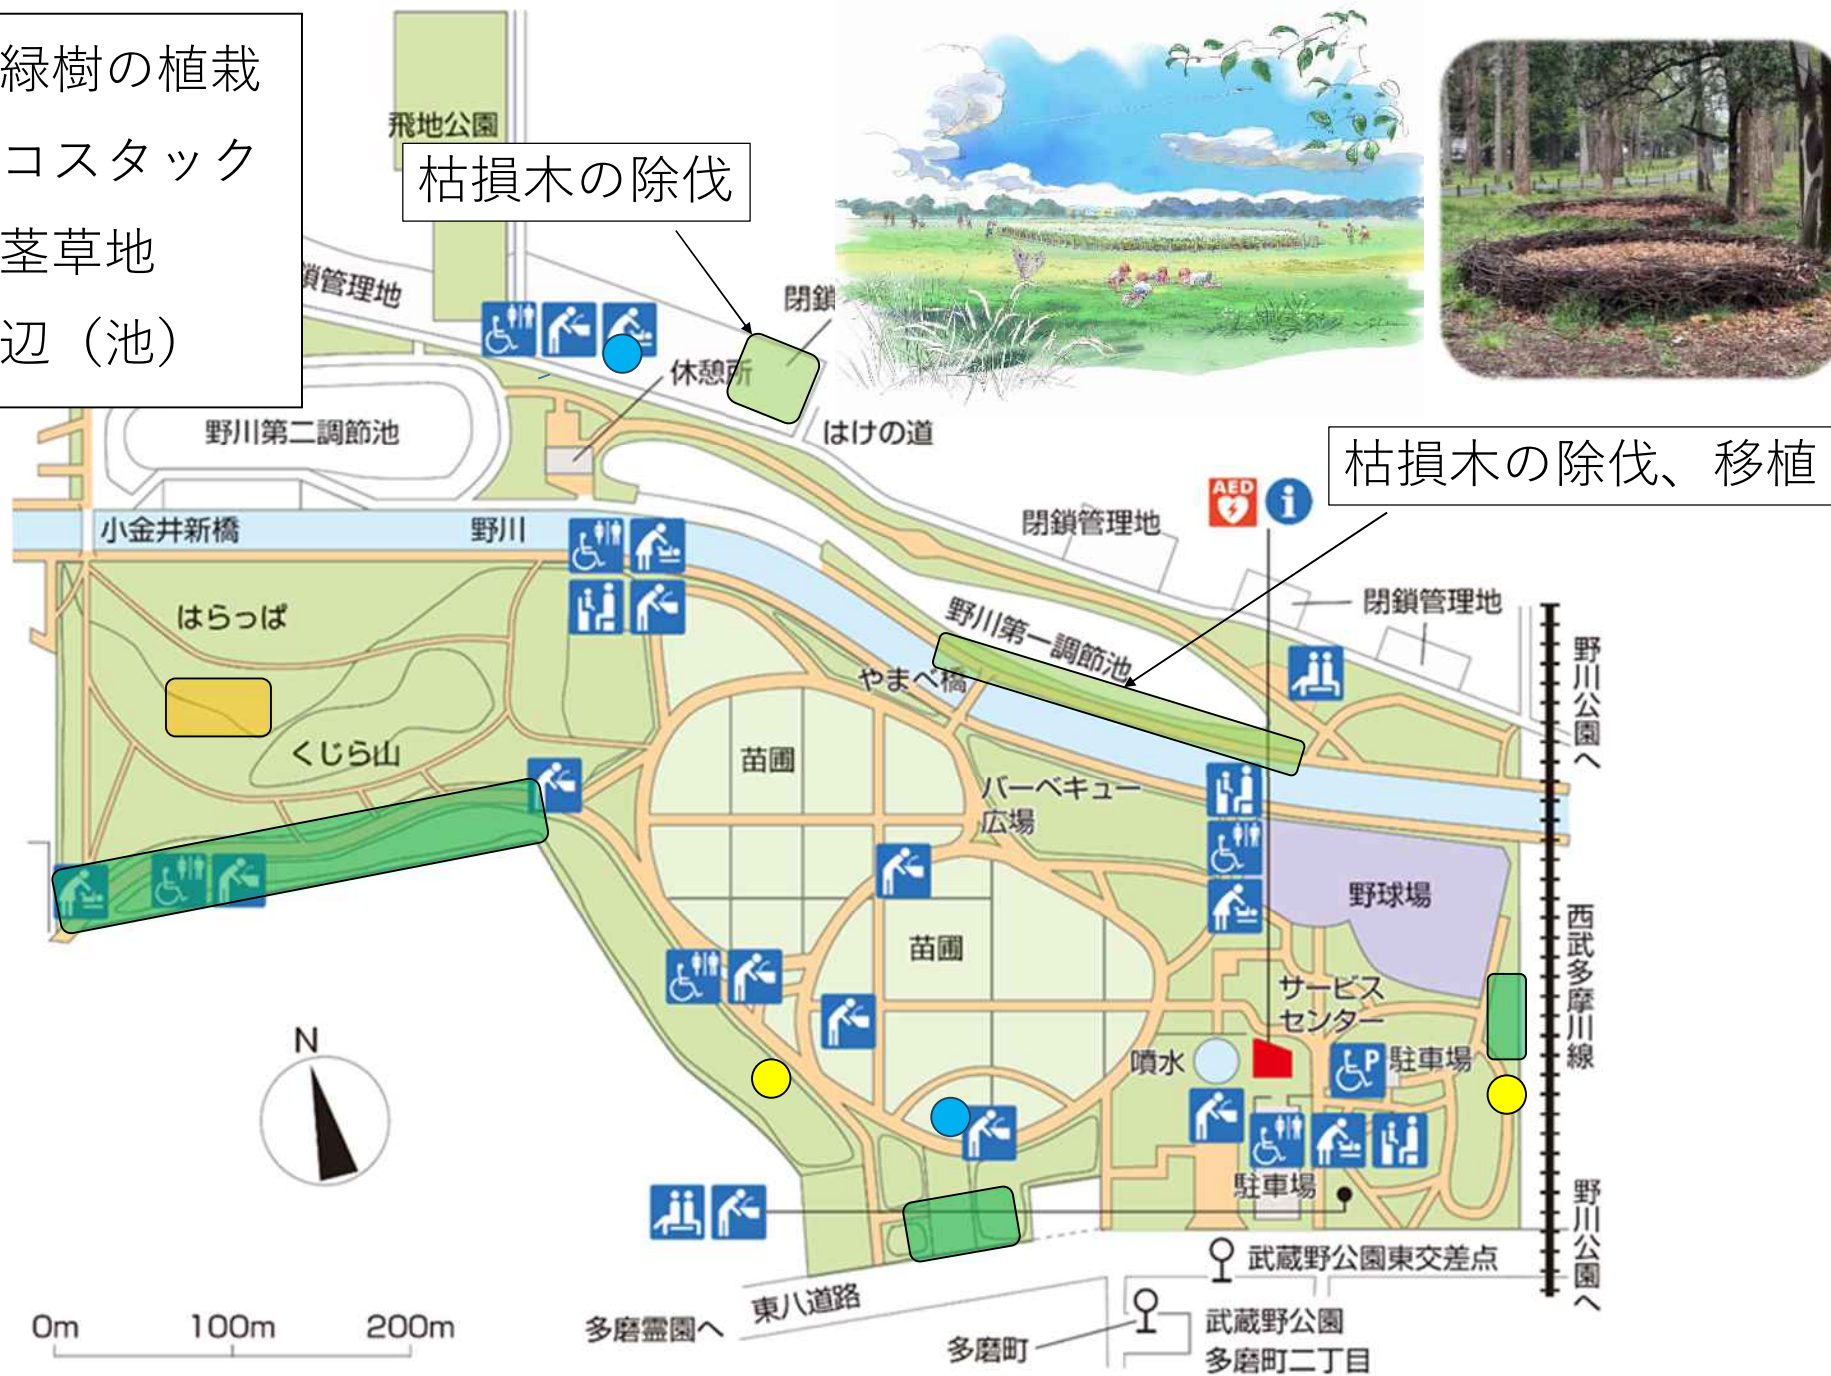 緑樹の植栽
コスタック
茎草地
辺（池）
飛地公園
枯損木の除伐
鎖管理地
閉鎖
休憩所
はけの道
野川第二調節池
枯損木の除伐、移植
AED
小金井新橋
野川
閉鎖管理地
閉鎖管理地
はらっぱ
野川第一調節池
やまべ橋
野川公園へ
くじら山
苗圃
バーベキュー
広場
野球場
苗圃
西武多摩川線
サービス
センター
噴水
P
駐車場
N
駐車場
野川公園へ
武蔵野公園東交差点
東八道路
0m
100m
200m
多磨霊園へ
多磨町
武蔵野公園
多磨町二丁目